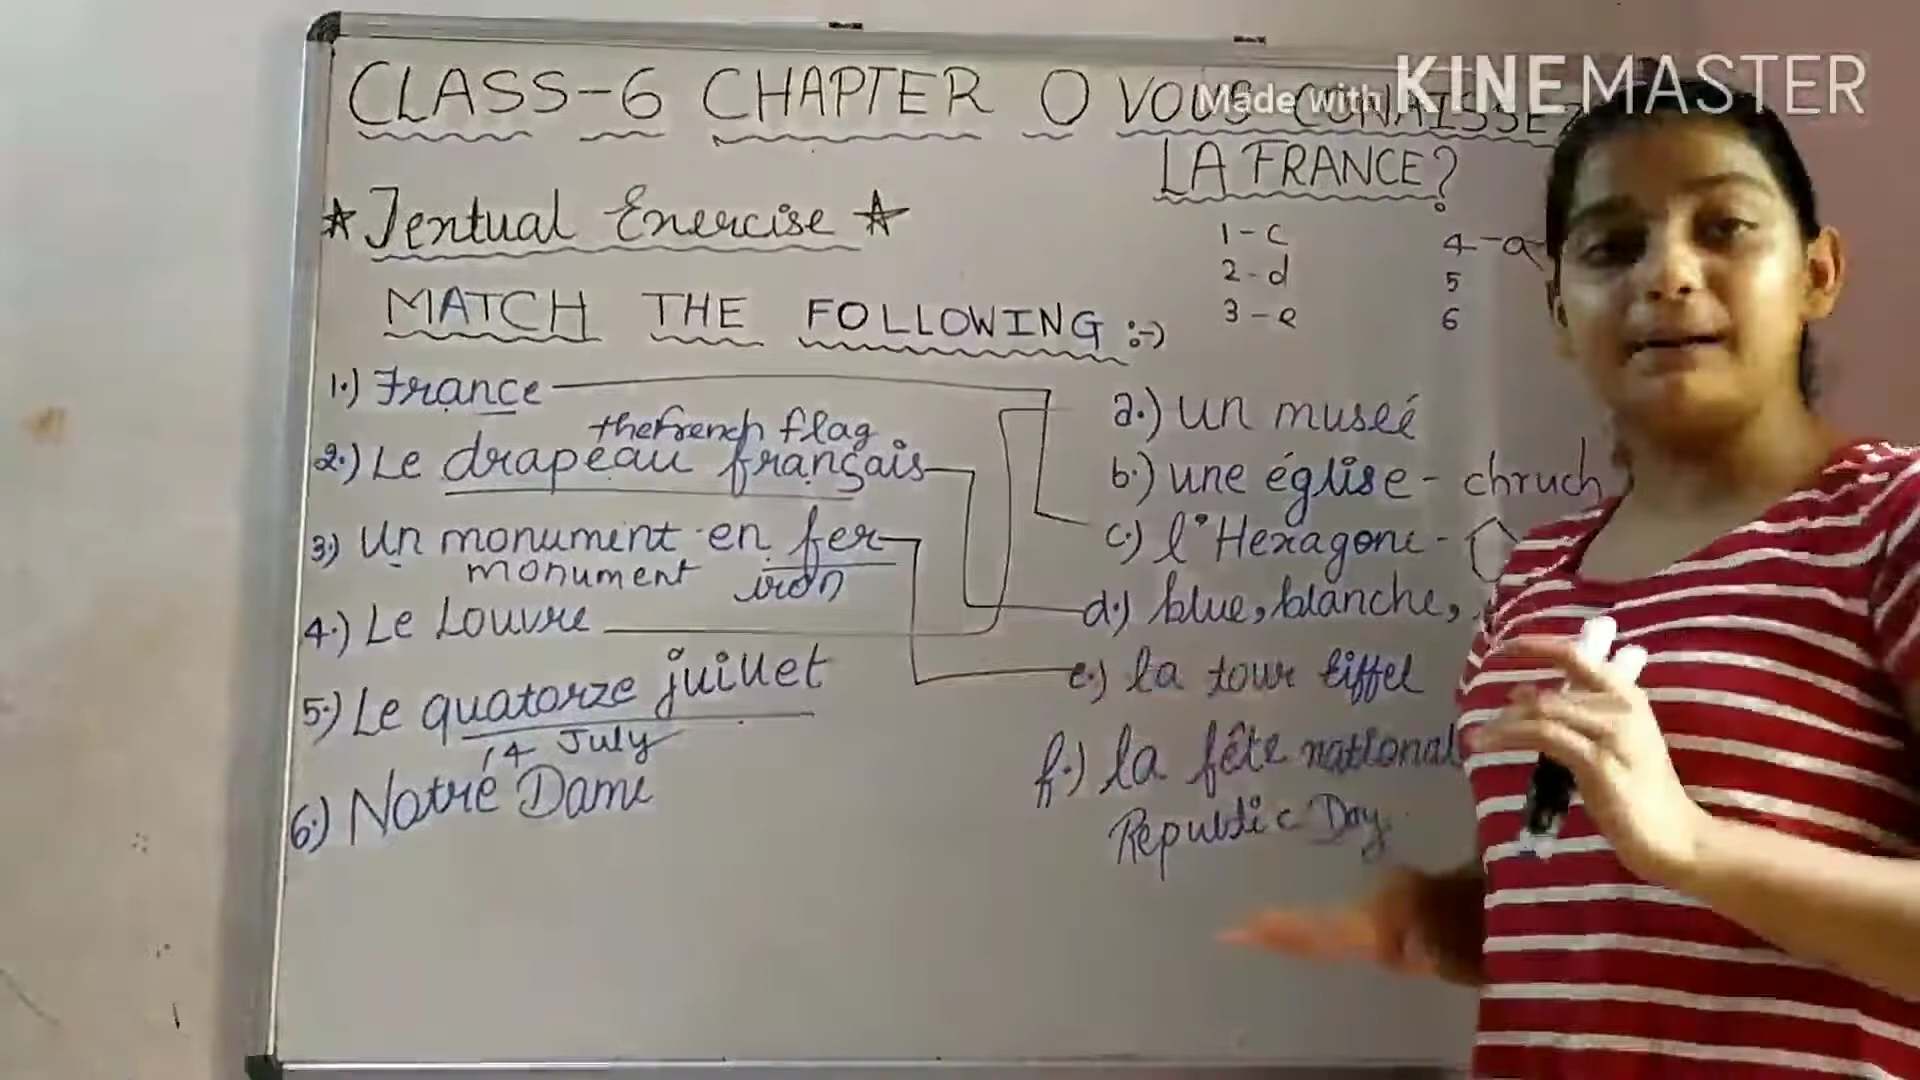 Made with KINEMASTER
CLASS-6 CHAPTER 0 VOUS CONAISSEZ
LA FRANCE?
★ Textual Exercise ★
1-c
2-d
3-e
4-a
5
6
MATCH THE FOLLOWING :-)
1.) France
the french flag
2.) Le drapeau français
3.) Un monument en fer
monument iron
4.) Le Louvre
5.) Le quatorze juillet
14 July
6.) Notre Dame
a.) un museé
b.) une église - chruch
c.) l'Hexagone -
d.) blue, blanche,
e.) la tour Eiffel
f.) la fête national
Republic Day